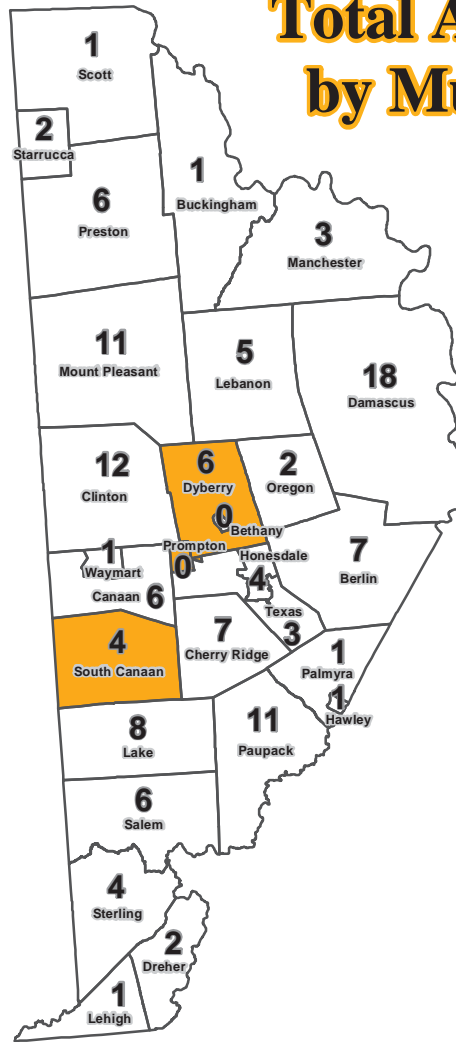 Total A
by Mu
1
Scott
2
Starrucca
1
Buckingham
6
Preston
3
Manchester
11
Mount Pleasant
5
Lebanon
18
Damascus
12
Clinton
6
Dyberry
2
Oregon
0
Bethany
Prompton
0
Honesdale
4
7
Berlin
1
Waymart
Canaan 6
Texas
3
4
South Canaan
7
Cherry Ridge
1
Palmyra
1
Hawley
8
Lake
11
Paupack
6
Salem
4
Sterling
2
Dreher
1
Lehigh